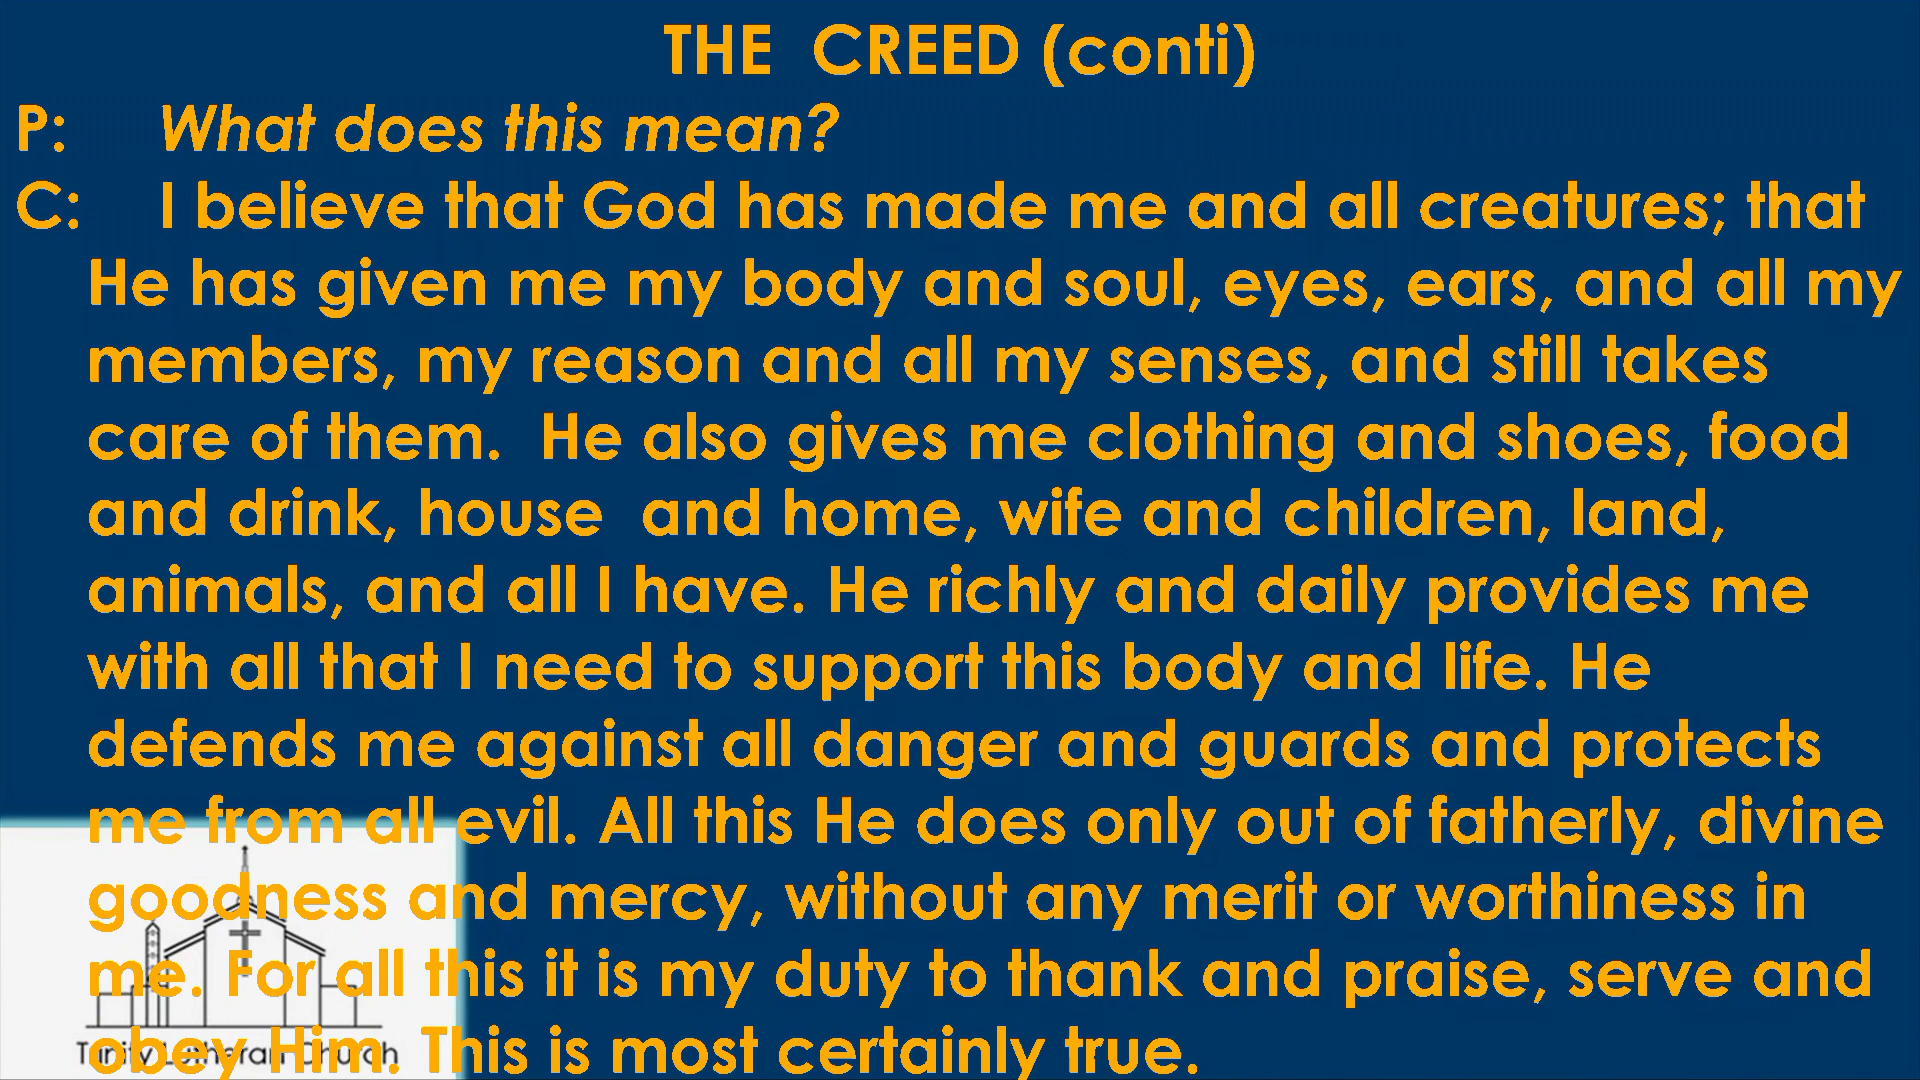 THE CREED (conti)
P: What does this mean?
C: I believe that God has made me and all creatures; that
He has given me my body and soul, eyes, ears, and all my
members, my reason and all my senses, and still takes
care of them. He also gives me clothing and shoes, food
and drink, house and home, wife and children, land,
animals, and all I have. He richly and daily provides me
with all that I need to support this body and life. He
defends me against all danger and guards and protects
me from all evil. All this He does only out of fatherly, divine
goodness and mercy, without any merit or worthiness in
me. For all this it is my duty to thank and praise, serve and
obey Him. This is most certainly true.
Trinity Lutheran Church